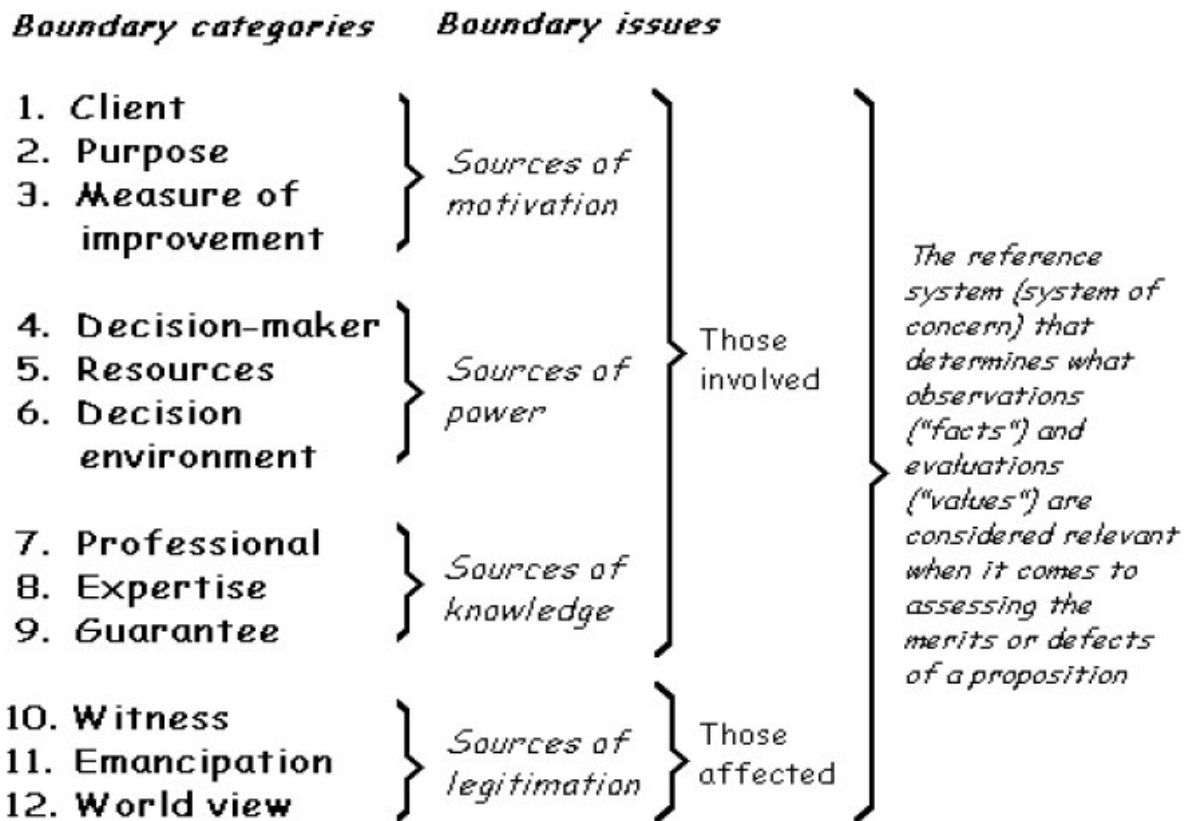 Boundary categories
Boundary issues
1. Client
2. Purpose
3. Measure of
improvement
Sources of
motivation
4. Decision-maker
5. Resources
6. Decision
environment
Sources of
power
7. Professional
8. Expertise
9. Guarantee
Sources of
knowledge
Those
involved
10. Witness
11. Emancipation
12. World view
Sources of
legitimation
Those
affected
The reference
system (system of
concern) that
determines what
observations
("facts") and
evaluations
("values") are
considered relevant
when it comes to
assessing the
merits or defects
of a proposition